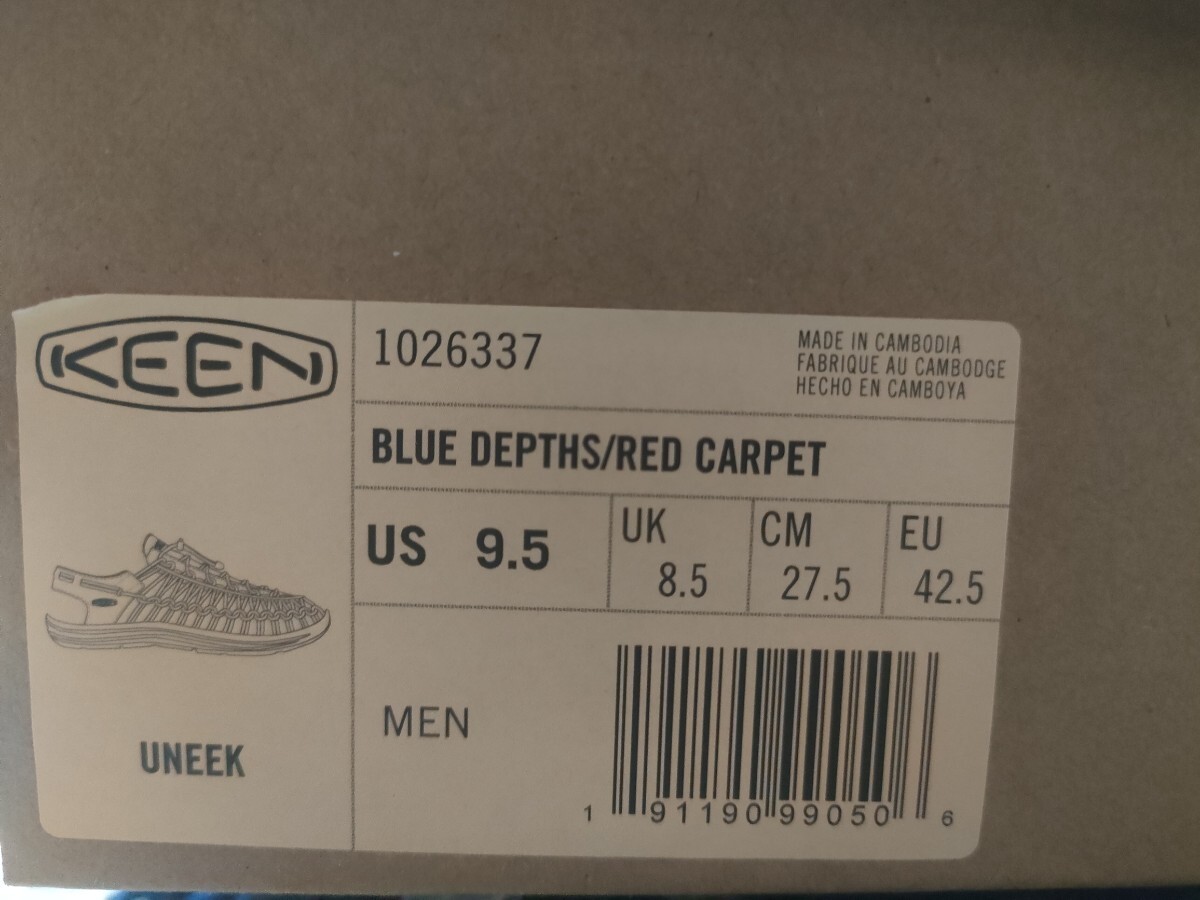 KEEN
1026337
MADE IN CAMBODIA
FABRIQUE AU CAMBODGE
HECHO EN CAMBOYA
BLUE DEPTHS/RED CARPET
US 9.5
UK 8.5
CM 27.5
EU 42.5
UNEEK
MEN
1 91190 99050 6